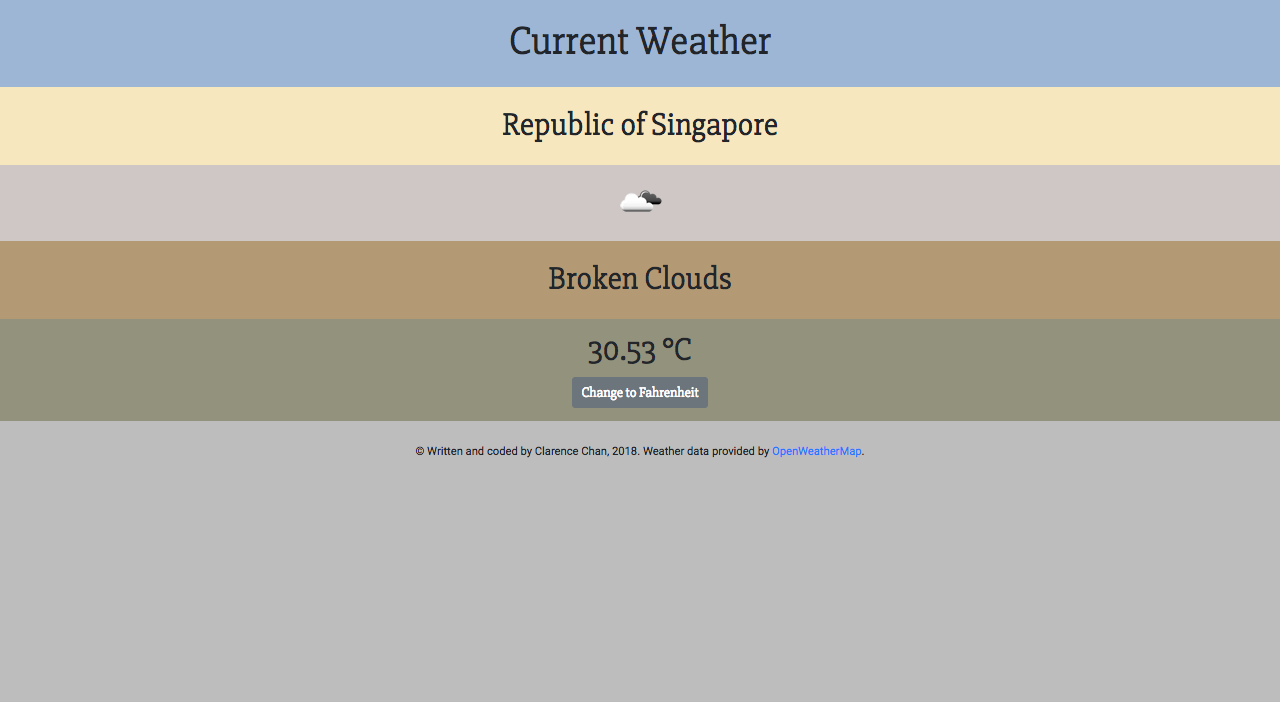 Current Weather
Republic of Singapore
Broken Clouds
30.53 °C
Change to Fahrenheit
© Written and coded by Clarence Chan, 2018. Weather data provided by OpenWeatherMap.